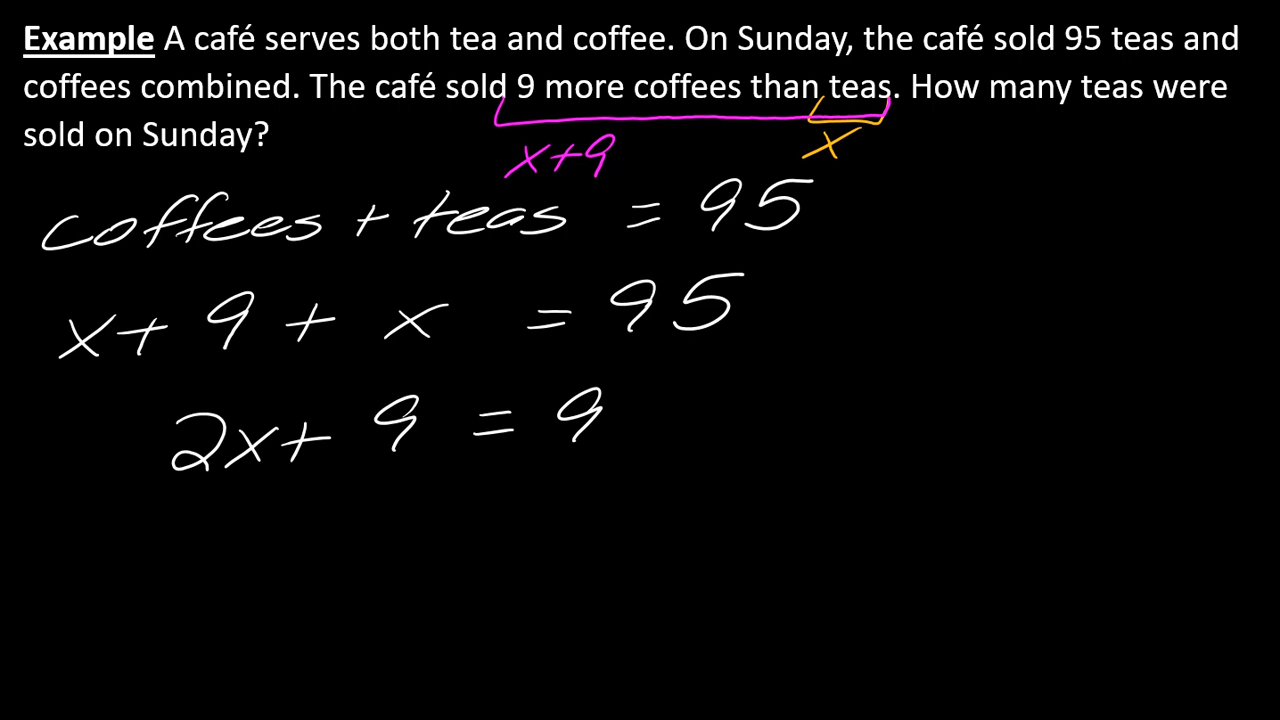 Example A café serves both tea and coffee. On Sunday, the café sold 95 teas and
coffees combined. The café sold 9 more coffees than teas. How many teas were
sold on Sunday?
x+9 x
coffees + teas = 95
x + 9 + x = 95
2x + 9 = 9